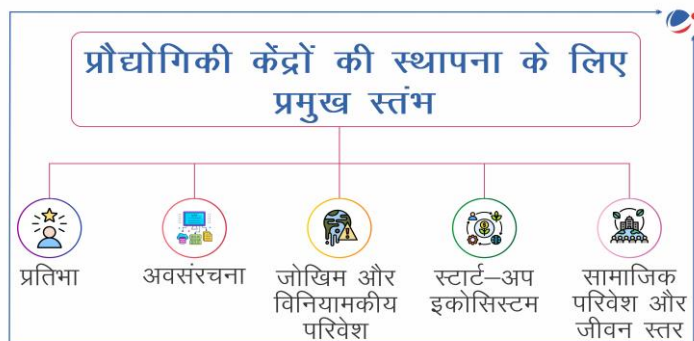 प्रौद्योगिकी केंद्रों की स्थापना के लिए
प्रमुख स्तंभ
प्रतिभा
अवसंरचना
जोखिम और
विनियामकीय
परिवेश
स्टार्ट–अप
इकोसिस्टम
सामाजिक
परिवेश और
जीवन स्तर